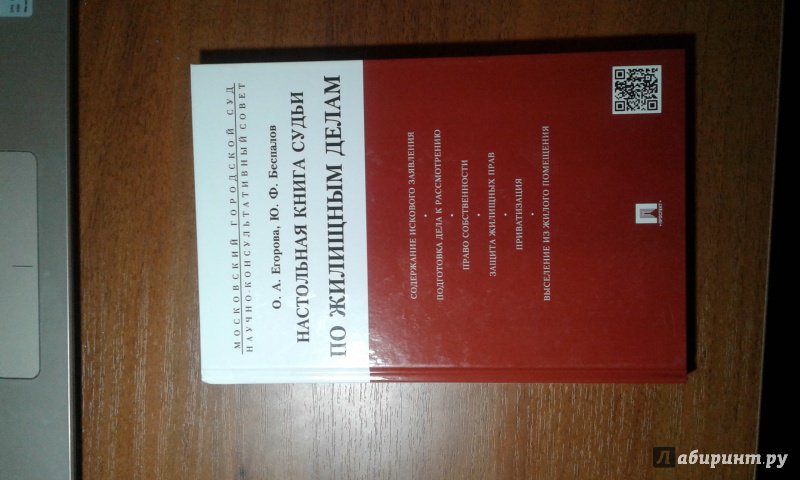 МОСКОВСКИЙ ГОРОДСКОЙ СУД
НАУЧНО-КОНСУЛЬТАТИВНЫЙ СОВЕТ
О. А. Егорова, Ю. Ф. Беспалов
НАСТОЛЬНАЯ КНИГА СУДЬИ
ПО ЖИЛИЩНЫМ ДЕЛАМ
СОДЕРЖАНИЕ ИСКОВОГО ЗАЯВЛЕНИЯ
•
ПОДГОТОВКА ДЕЛА К РАССМОТРЕНИЮ
•
ПРАВО СОБСТВЕННОСТИ
•
ЗАЩИТА ЖИЛИЩНЫХ ПРАВ
•
ПРИВАТИЗАЦИЯ
•
ВЫСЕЛЕНИЕ ИЗ ЖИЛОГО ПОМЕЩЕНИЯ
•ПРОСПЕКТ•
Лабиринт.ру